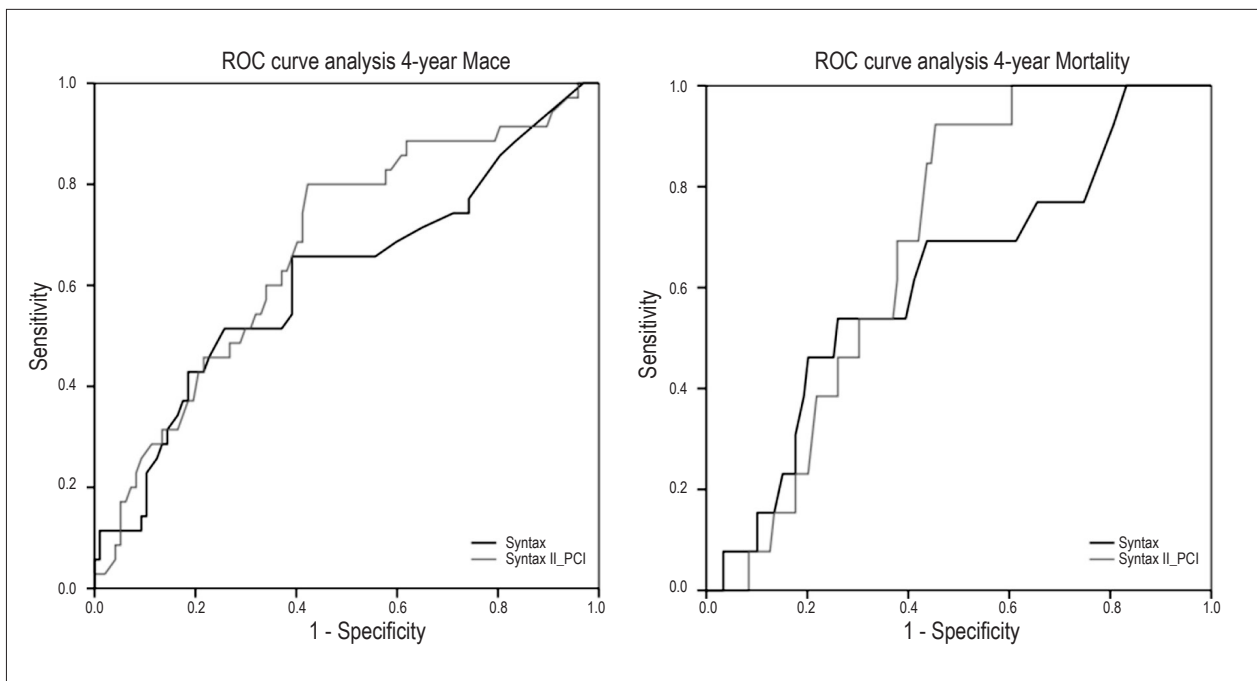 ROC curve analysis 4-year Mace
1.0
0.8
0.6
0.4
0.2
0.0
Sensitivity
0.0 0.2 0.4 0.6 0.8 1.0
1 - Specificity
Syntax
Syntax II_PCI
ROC curve analysis 4-year Mortality
1.0
0.8
0.6
0.4
0.2
0.0
Sensitivity
0.0 0.2 0.4 0.6 0.8 1.0
1 - Specificity
Syntax
Syntax II_PCI